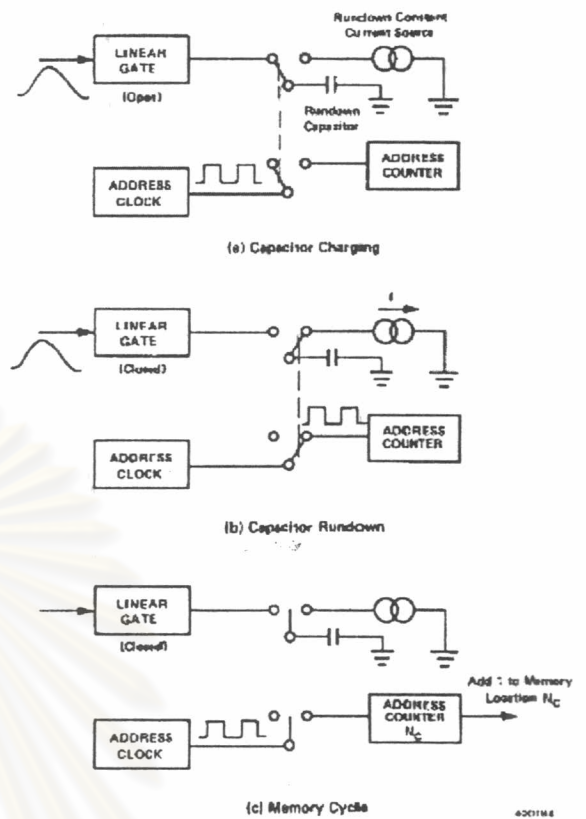 Rundown Constant
Current Source
LINEAR
GATE
(Open)
Rundown
Capacitor
ADDRESS
CLOCK
ADDRESS
COUNTER
(a) Capacitor Charging
i
LINEAR
GATE
(Closed)
ADDRESS
CLOCK
ADDRESS
COUNTER
(b) Capacitor Rundown
LINEAR
GATE
(Closed)
Add 1 to Memory
Location NC
ADDRESS
CLOCK
ADDRESS
COUNTER
NC
(c) Memory Cycle